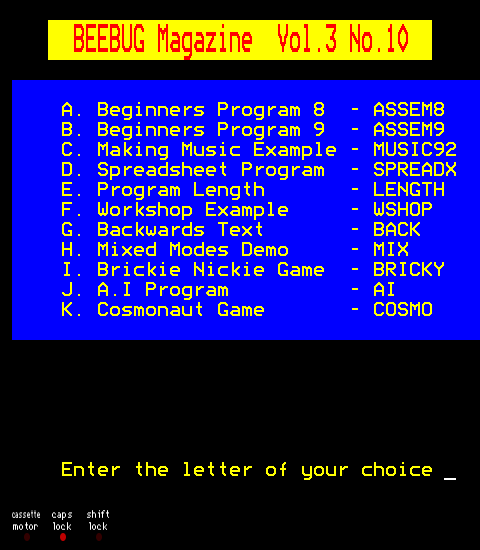 BEEBUG Magazine Vol.3 No.10
A. Beginners Program 8 - ASSEM8
B. Beginners Program 9 - ASSEM9
C. Making Music Example - MUSIC92
D. Spreadsheet Program - SPREADX
E. Program Length - LENGTH
F. Workshop Example - WSHOP
G. Backwards Text - BACK
H. Mixed Modes Demo - MIX
I. Brickie Nickie Game - BRICKY
J. A.I Program - AI
K. Cosmonaut Game - COSMO
Enter the letter of your choice _
cassette motor
caps lock
shift lock